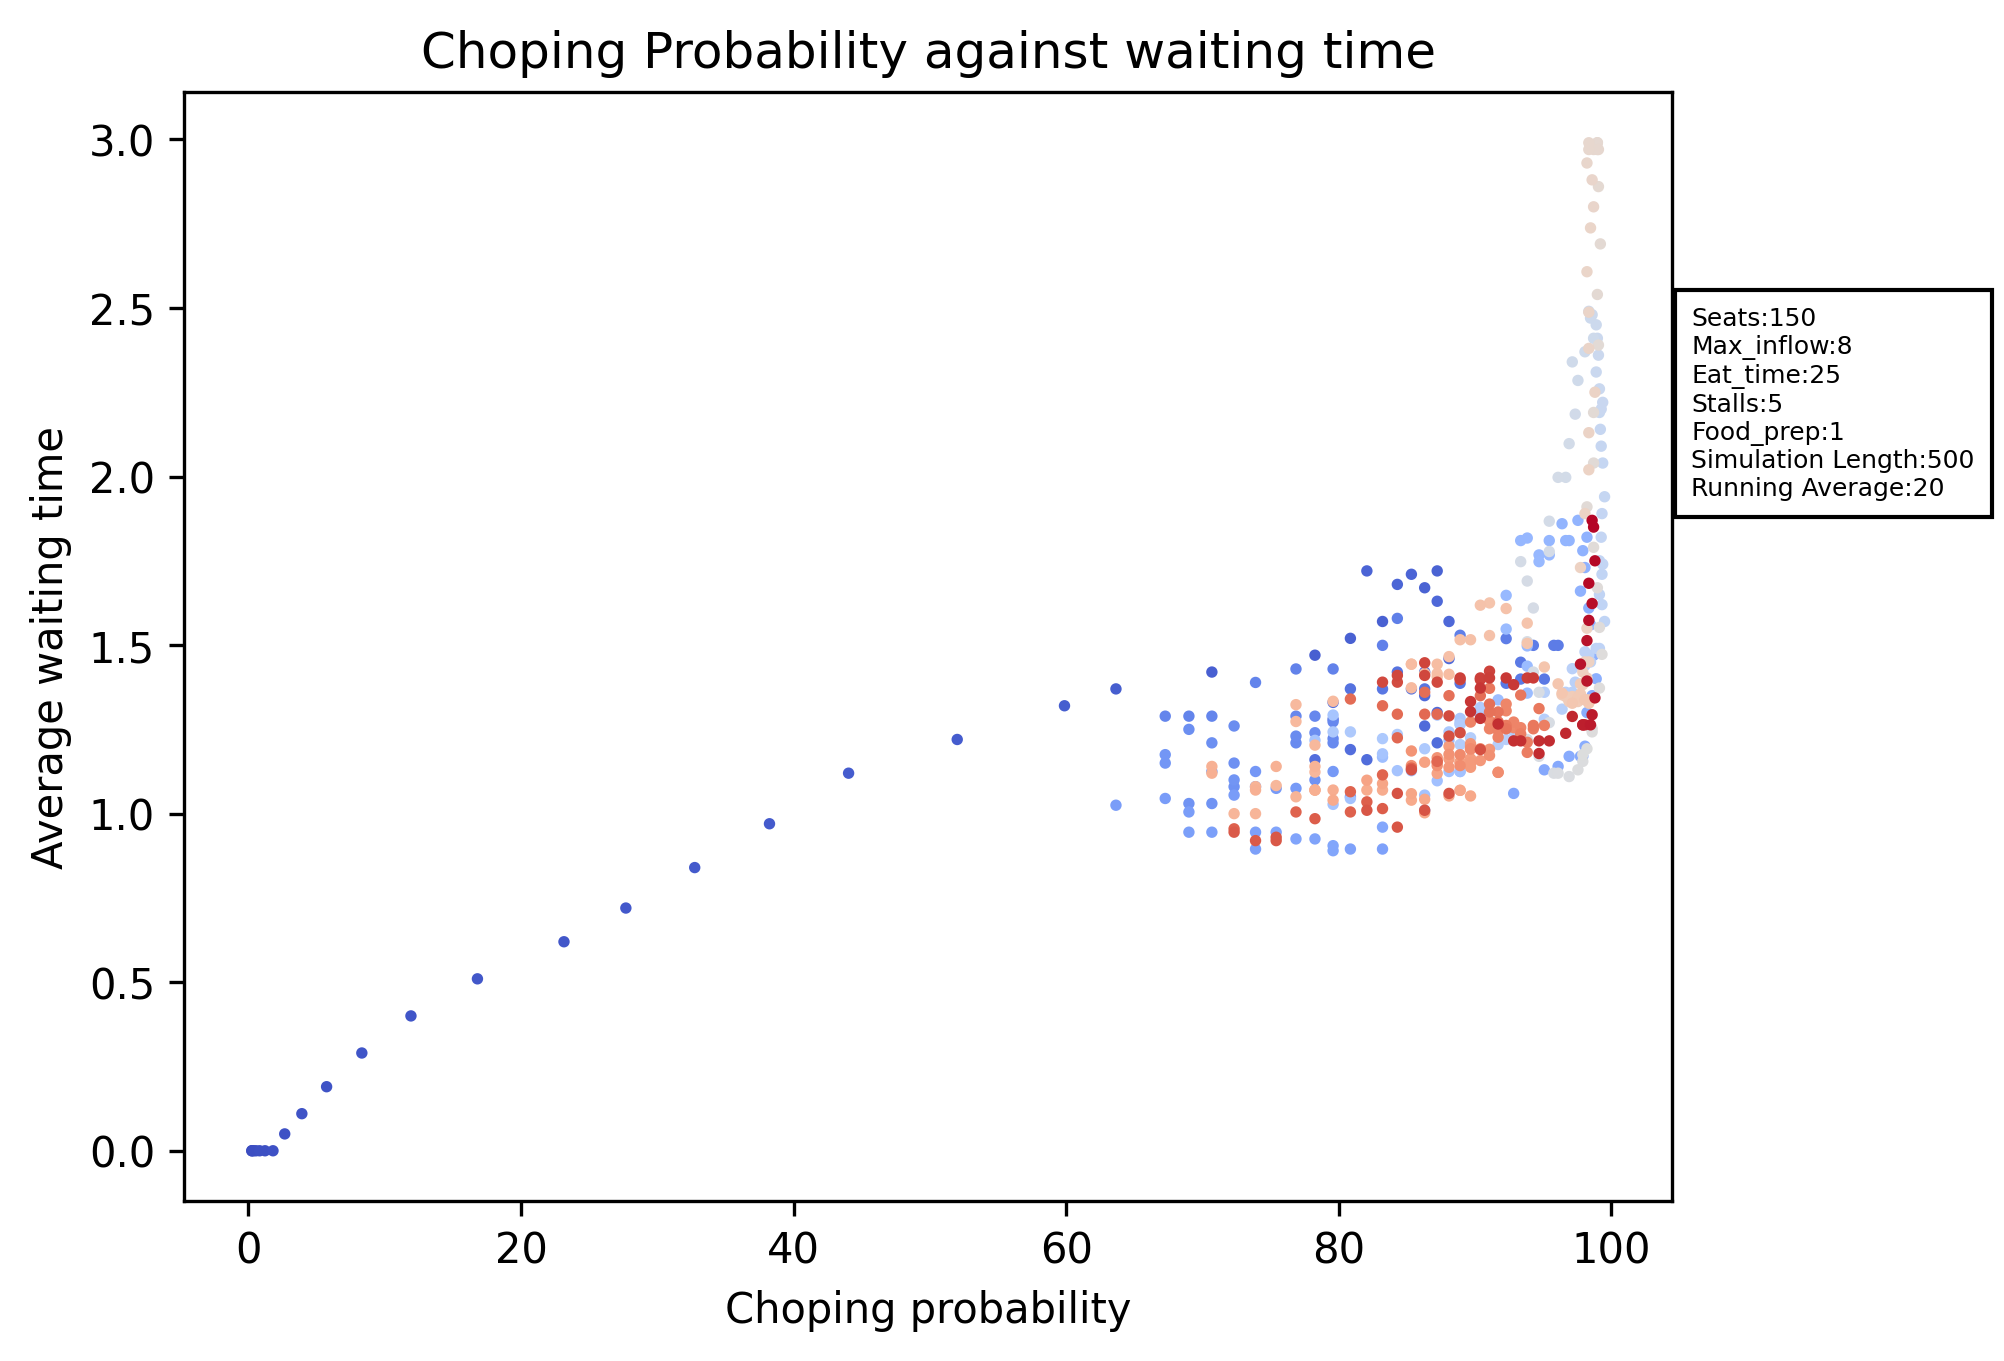 Choping Probability against waiting time
3.0
2.5
2.0
1.5
1.0
0.5
0.0
Average waiting time
Seats:150
Max_inflow:8
Eat_time:25
Stalls:5
Food_prep:1
Simulation Length:500
Running Average:20
0 20 40 60 80 100
Choping probability